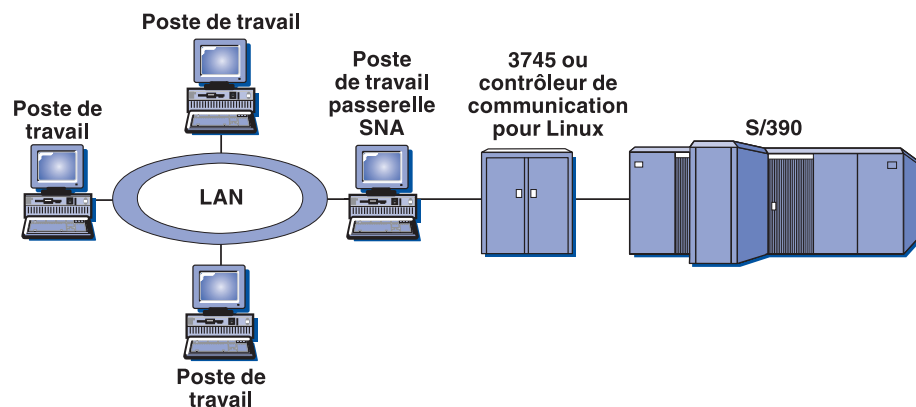 Poste de travail
Poste de
travail
Poste
de travail
passerelle
SNA
3745 ou
contrôleur de
communication
pour Linux
S/390
LAN
Poste de
travail